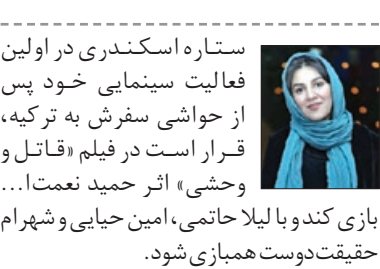 ستاره اسکندری در اولین
فعالیت سینمایی خود پس
از حواشی سفرش به ترکیه،
قرار است در فیلم «قاتل و
وحشی» اثر حمید نعمت‌ا...
بازی کند و با لیلا حاتمی، امین حیایی و شهرام
حقیقت‌دوست همبازی شود.